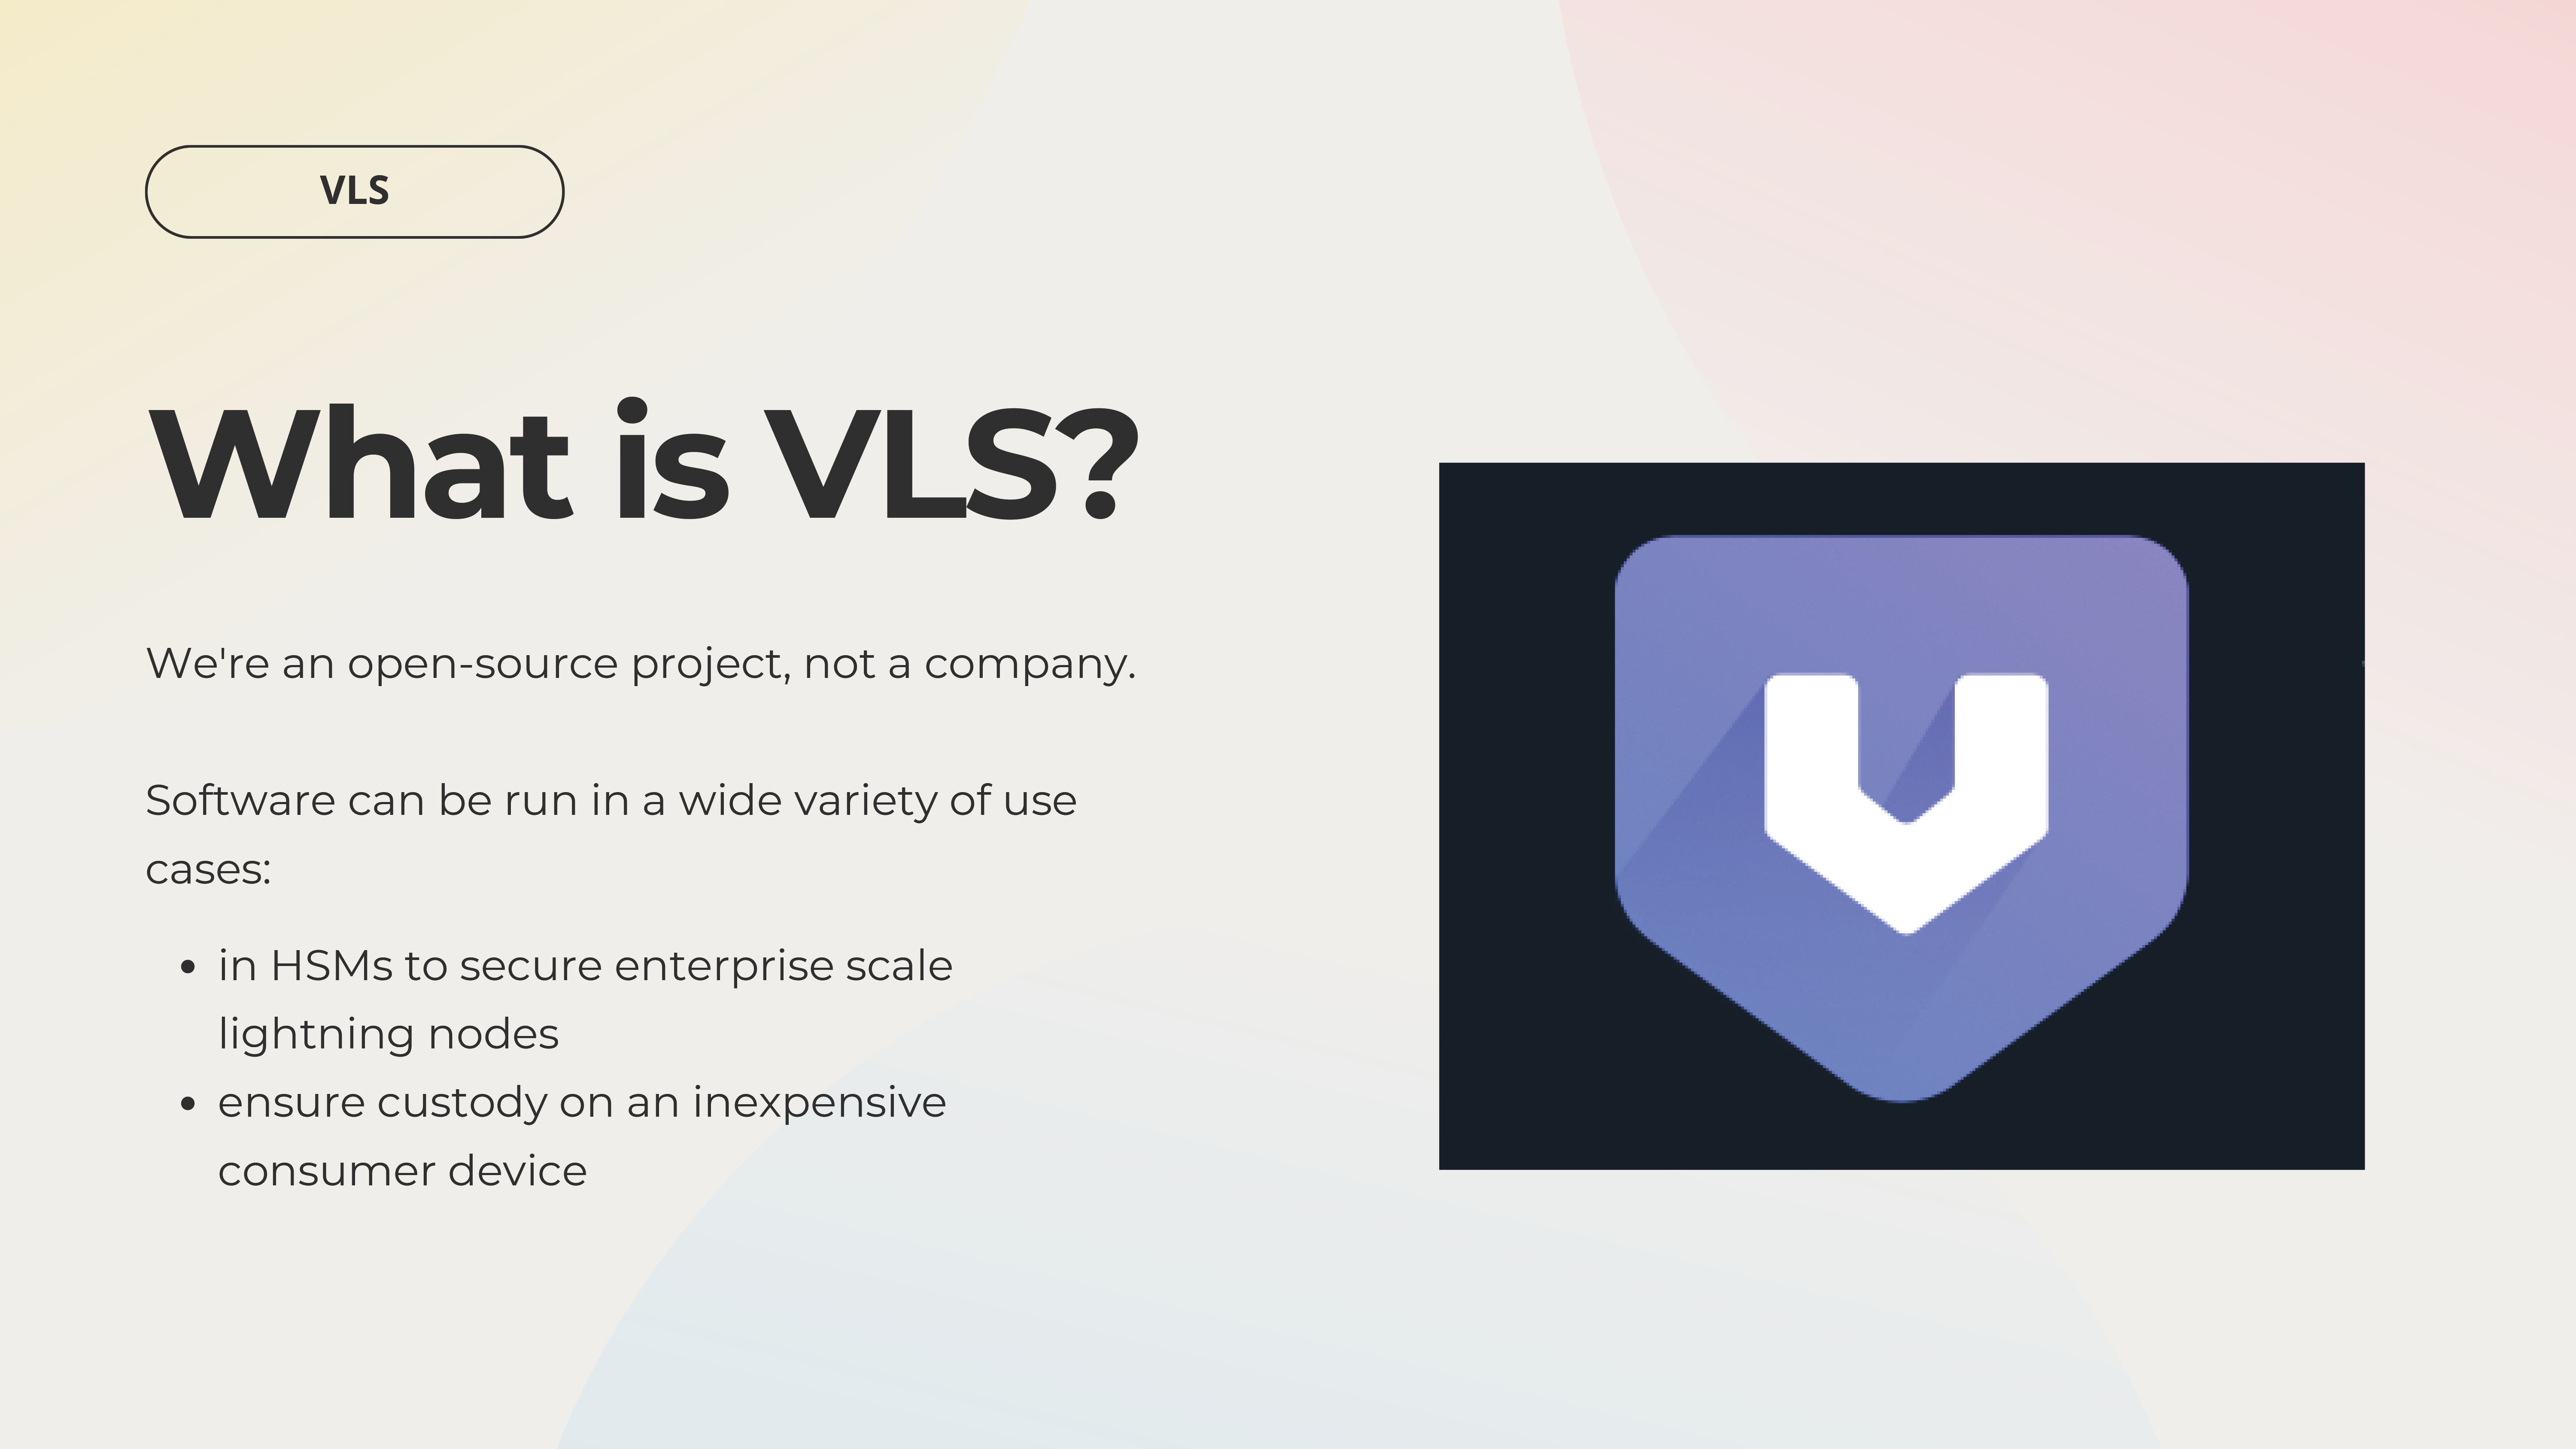 VLS
What is VLS?
We're an open-source project, not a company.
Software can be run in a wide variety of use
cases:
• in HSMs to secure enterprise scale
lightning nodes
• ensure custody on an inexpensive
consumer device